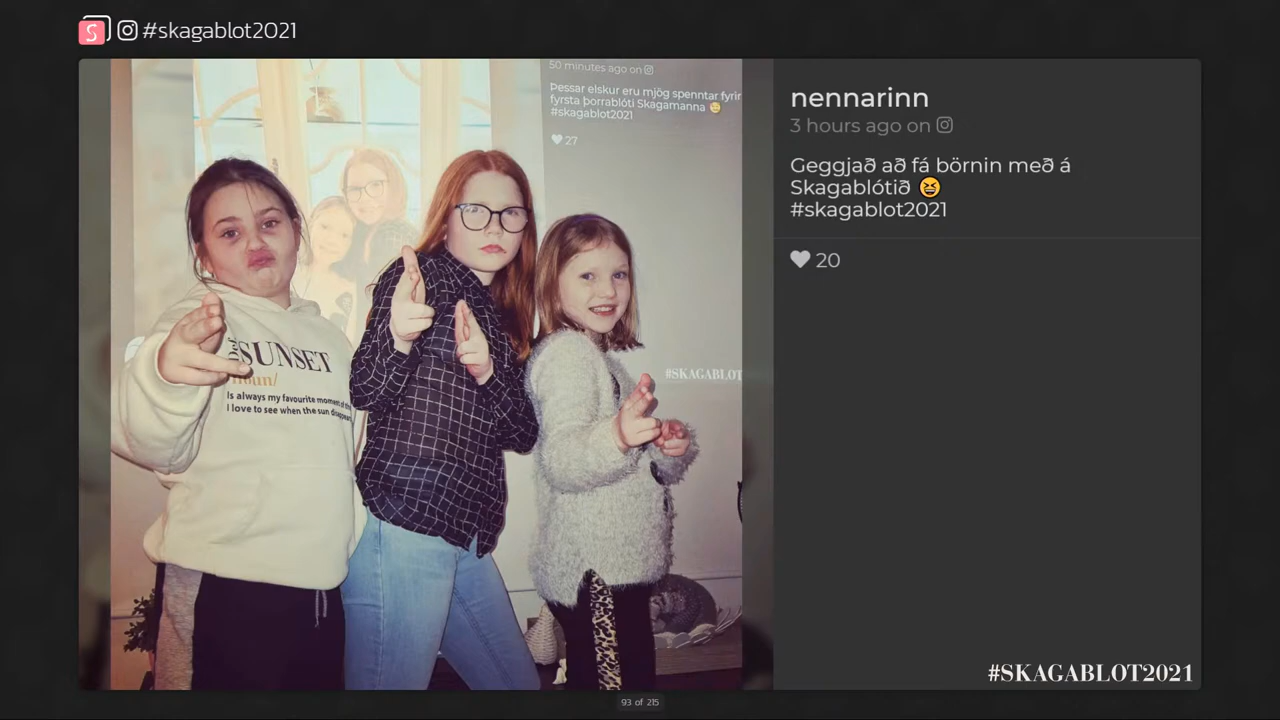 #skagablot2021
50 minutes ago on
Þessar elskur eru mjög spenntar fyrir
fyrsta þorrablóti Skagamanna
#skagablot2021
27
#SKAGABLOT
SUNSET
noun/
Is always my favourite moment of
I love to see when the sun disappear
nennarinn
3 hours ago on
Geggjað að fá börnin með á
Skagablótið 😆
#skagablot2021
20
#SKAGABLOT2021
93 of 215